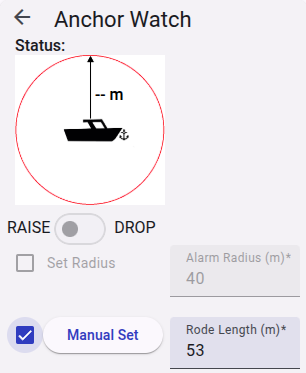 Anchor Watch
Status:
-- m
RAISE DROP
Set Radius
Alarm Radius (m)*
40
Manual Set
Rode Length (m)*
53